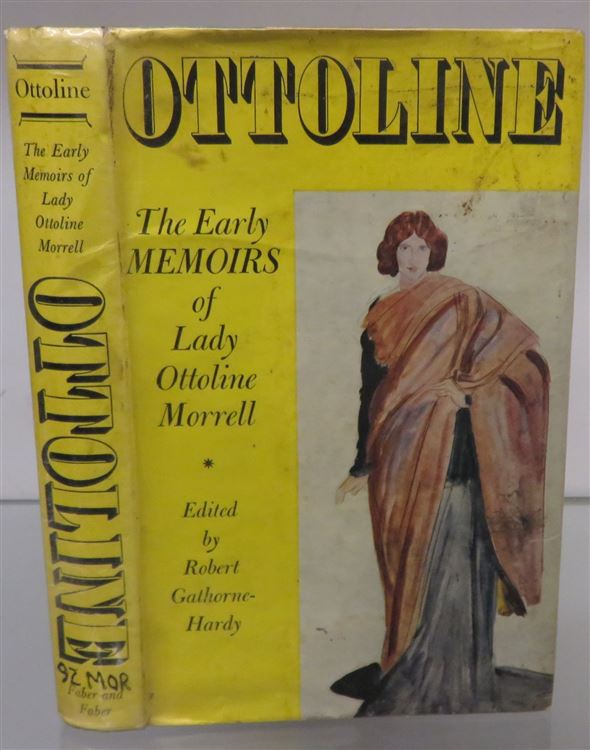 Ottoline
The Early
Memoirs of
Lady
Ottoline
Morrell
OTTOLINE
92 MOR
Faber and
Faber
OTTOLINE
The Early
MEMOIRS
of
Lady
Ottoline
Morrell
*
Edited
by
Robert
Gathorne-
Hardy